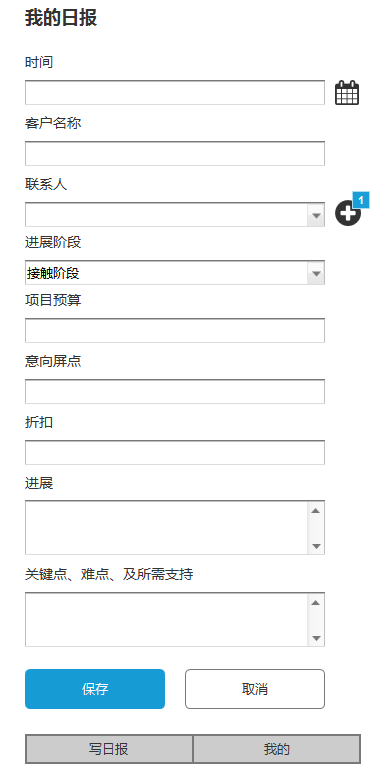 我的日报
时间
客户名称
联系人
1
进展阶段
接触阶段
项目预算
意向屏点
折扣
进展
关键点、难点、及所需支持
保存 取消
写日报 我的